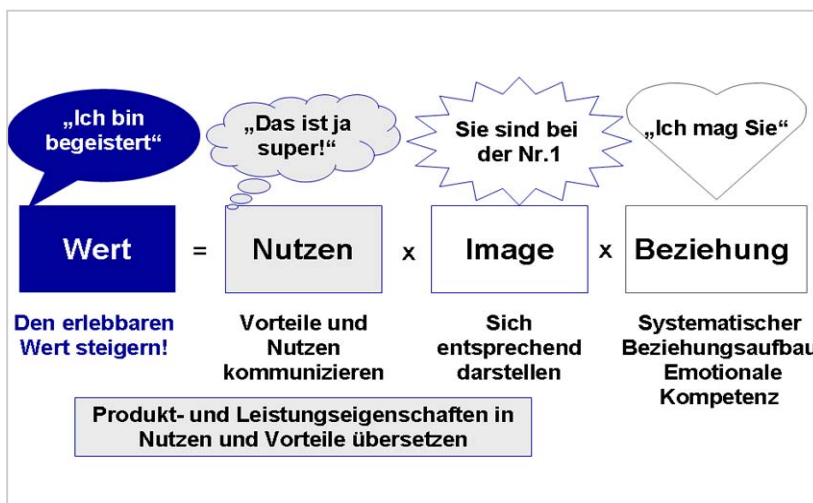 „Ich bin
begeistert“
„Das ist ja
super!“
Sie sind bei
der Nr.1
„Ich mag Sie“
Wert
=
Nutzen
x
Image
x
Beziehung
Den erlebbaren
Wert steigern!
Vorteile und
Nutzen
kommunizieren
Sich
entsprechend
darstellen
Systematischer
Beziehungsaufbau
Emotionale
Kompetenz
Produkt- und Leistungseigenschaften in
Nutzen und Vorteile übersetzen